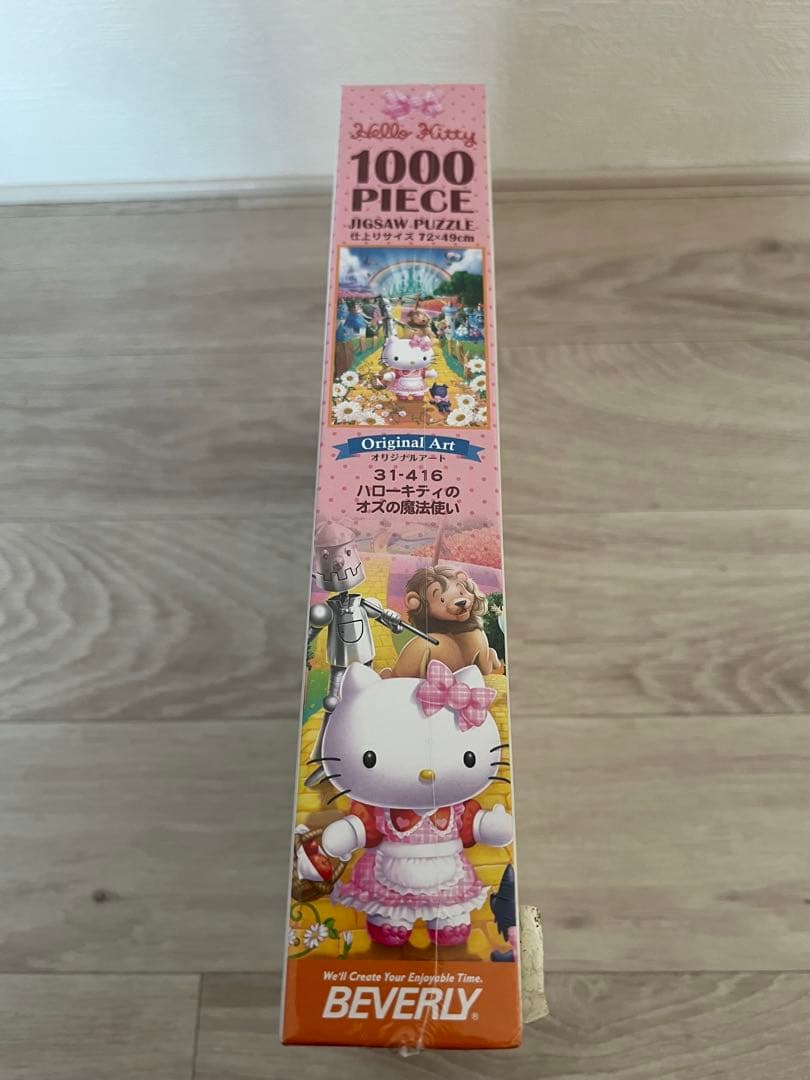 Hello Kitty
1000
PIECE
JIGSAW PUZZLE
仕上りサイズ 72×49cm
Original Art
オリジナルアート
31-416
ハローキティの
オズの魔法使い
We'll Create Your Enjoyable Time.
BEVERLY®